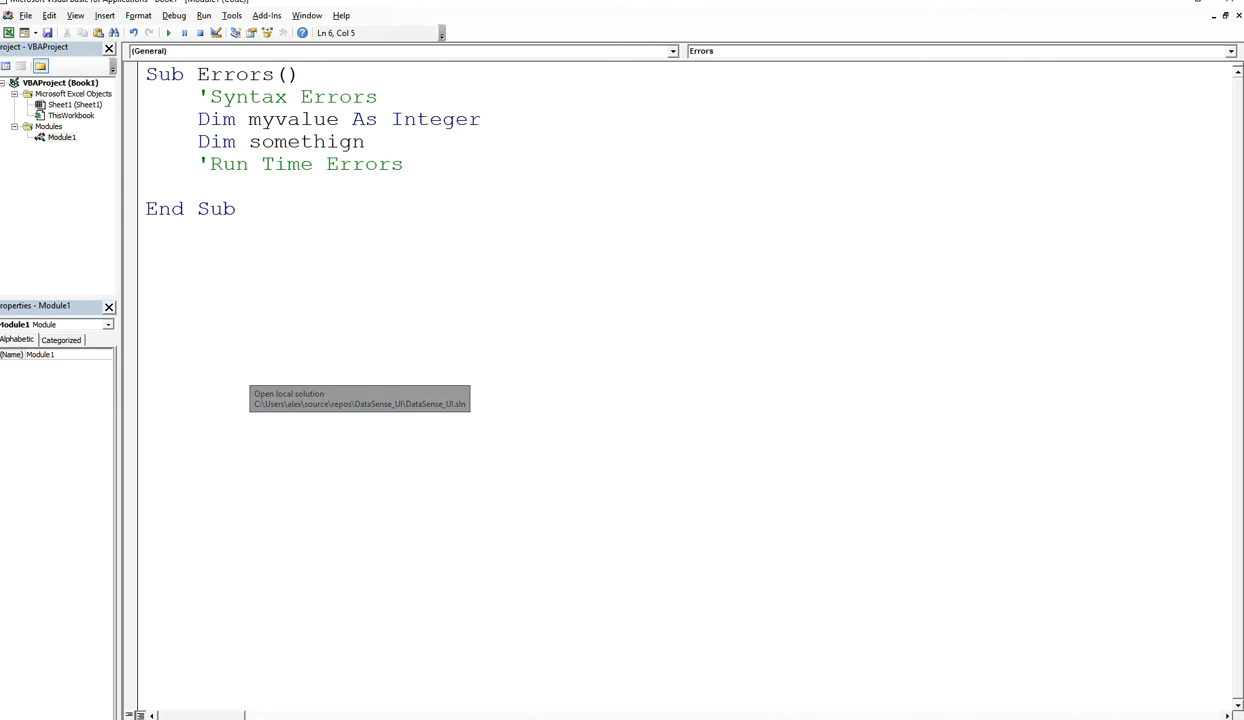 Microsoft Visual Basic for Applications - Book1 - [Module1 (Code)]
File Edit View Insert Format Debug Run Tools Add-Ins Window Help
Ln 6, Col 5
roject - VBAProject
(General)
Errors
VBAProject (Book1)
Microsoft Excel Objects
Sheet1 (Sheet1)
ThisWorkbook
Modules
Module1
Sub Errors()
'Syntax Errors
Dim myvalue As Integer
Dim somethign
'Run Time Errors
End Sub
roperties - Module1
Module1 Module
Alphabetic Categorized
(Name) Module1
Open local solution
C:\Users\alex\source\repos\DataSense_UI\DataSense_UI.sln